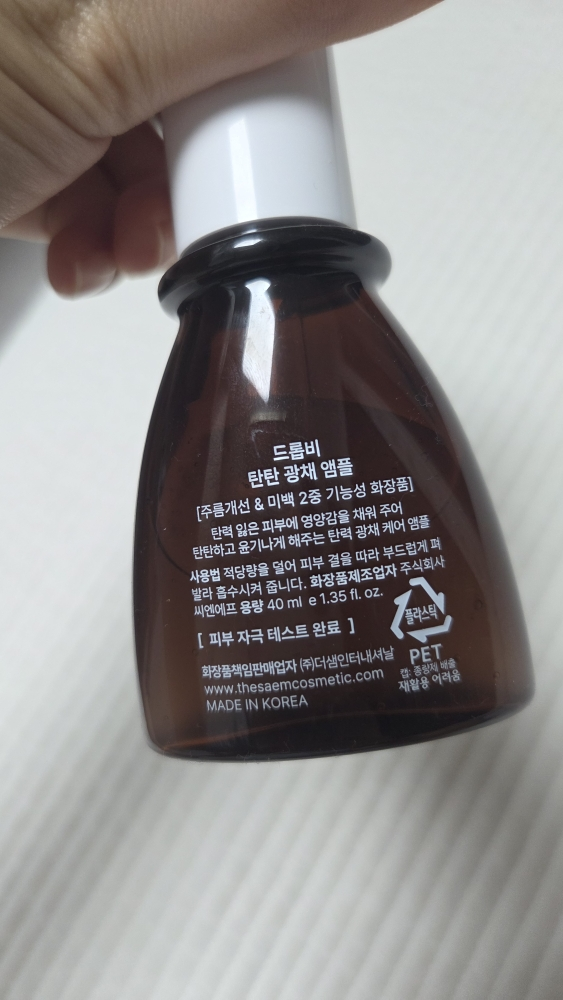 드롭비
탄탄 광채 앰플
[주름개선 & 미백 2중 기능성 화장품]
탄력 잃은 피부에 영양감을 채워 주어
탄탄하고 윤기나게 해주는 탄력 광채 케어 앰플
사용법 적당량을 덜어 피부 결을 따라 부드럽게 펴
발라 흡수시켜 줍니다. 화장품제조업자 주식회사
씨엔에프 용량 40 ml e 1.35 fl. oz.
[ 피부 자극 테스트 완료 ]
화장품책임판매업자 (주)더샘인터내셔날
www.thesaemcosmetic.com
MADE IN KOREA
플라스틱
PET
캡: 종량제 배출
재활용 어려움